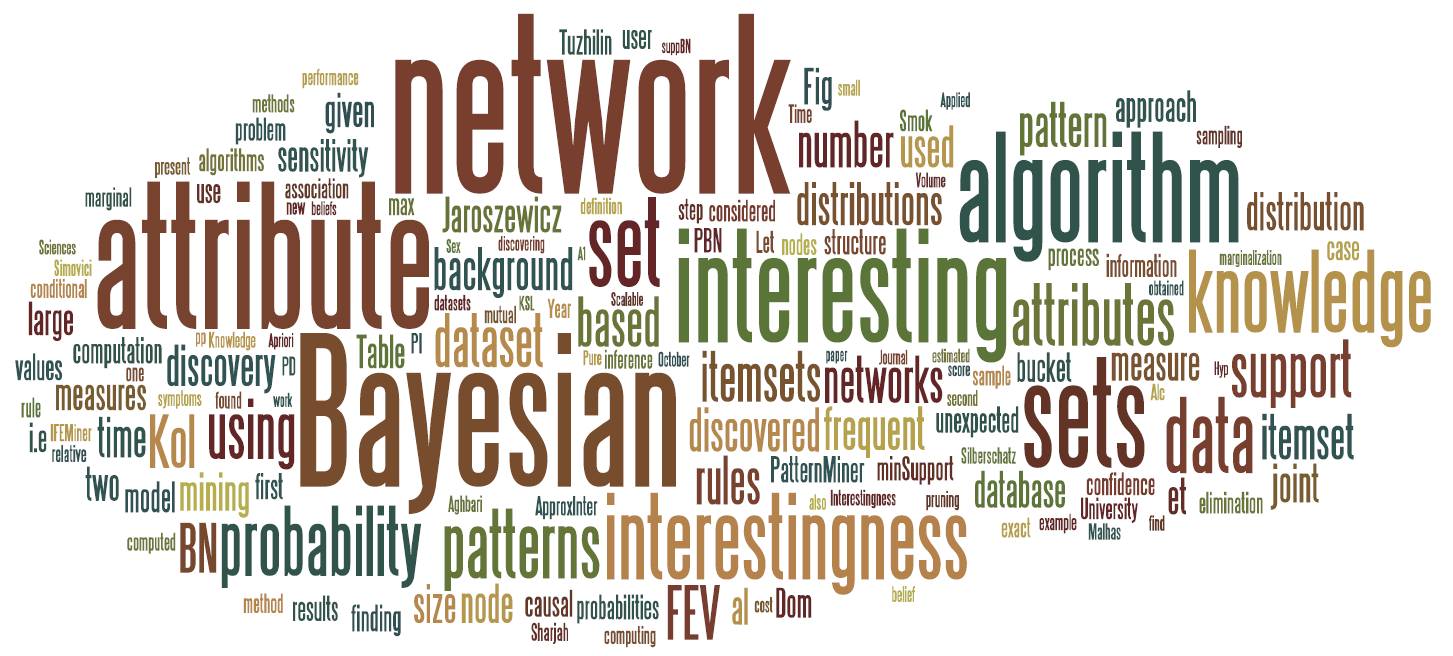 network
Tuzhilin
user
suppBN
performance
methods
given
problem
Fig
small
Time
Applied
Smok
pattern
approach
sampling
number
used
algorithm
present
algorithms
sensitivity
Volume
marginal
use
association
new
beliefs
max
Jaroszewicz
definition
set
step
considered
distributions
distribution
attribute
Sex
discovering
A1
PBN
Let
nodes
structure
interesting
process
information
marginalization
case
knowledge
Sciences
Simovici
conditional
background
obtained
large
datasets
mutual
KSL
Year
Scalable
based
attributes
pp
Knowledge
Apriori
Table
PI
dataset
Bayesian
Pure
inference
October
values
computation
one
discovery
PD
itemsets
paper
Journal
networks
estimated
score
sample
second
bucket
measure
Hyp
support
measures
symptoms
found
work
rule
i.e
IFEMiner
relative
time
Kol
using
discovered
frequent
unexpected
sets
Alc
data
itemset
two
model
mining
first
rules
PatternMiner
minSupport
Silberschatz
database
confidence
University
et
elimination
joint
Aghbari
ApproxInter
also
Interestingness
pruning
exact
example
Malhas
find
computed
BN
probability
patterns
interestingness
method
results
finding
size
node
causal
Sharjah
probabilities
computing
FEV
al
cost
Dom
belief